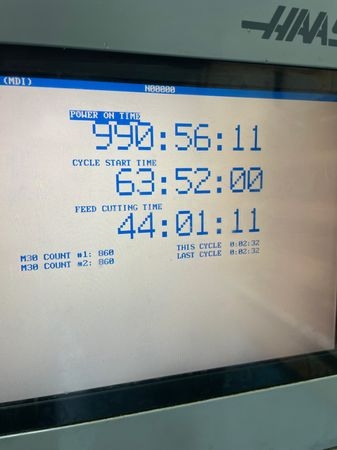 HAAS
(MDI)
N00000
POWER ON TIME
990:56:11
CYCLE START TIME
63:52:00
FEED CUTTING TIME
44:01:11
M30 COUNT #1: 860
M30 COUNT #2: 860
THIS CYCLE 0:02:32
LAST CYCLE 0:02:32